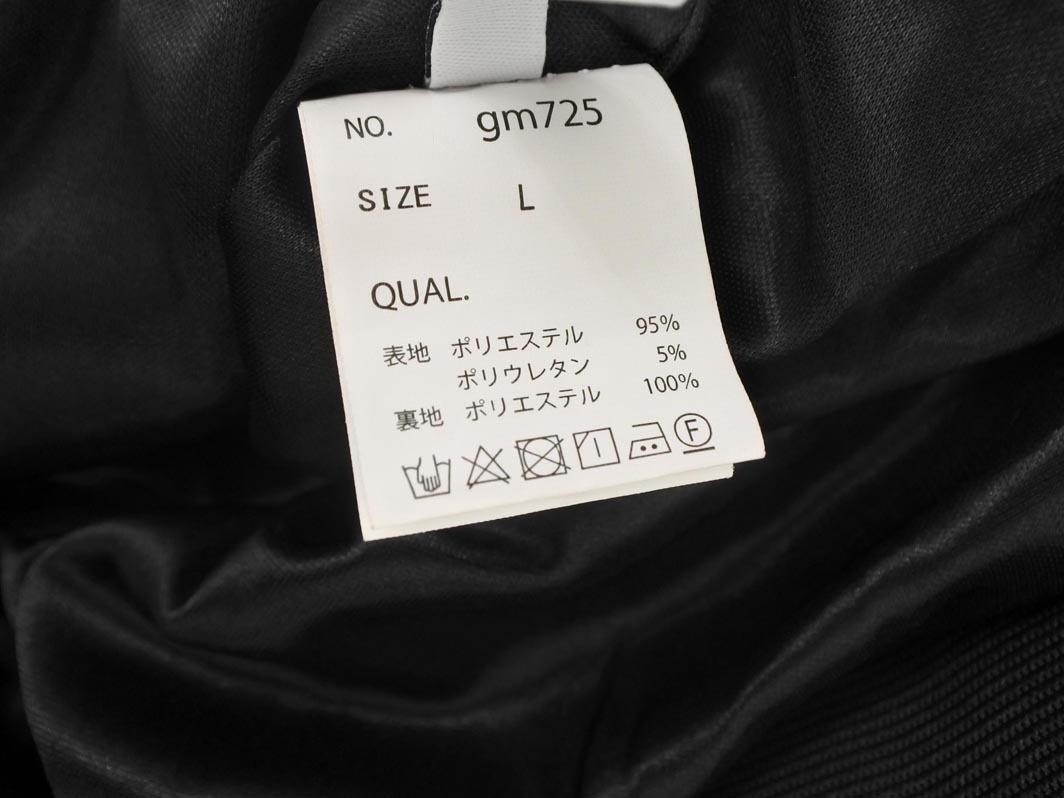 NO. gm725
SIZE L
QUAL.
表地 ポリエステル 95%
ポリウレタン 5%
裏地 ポリエステル 100%
F